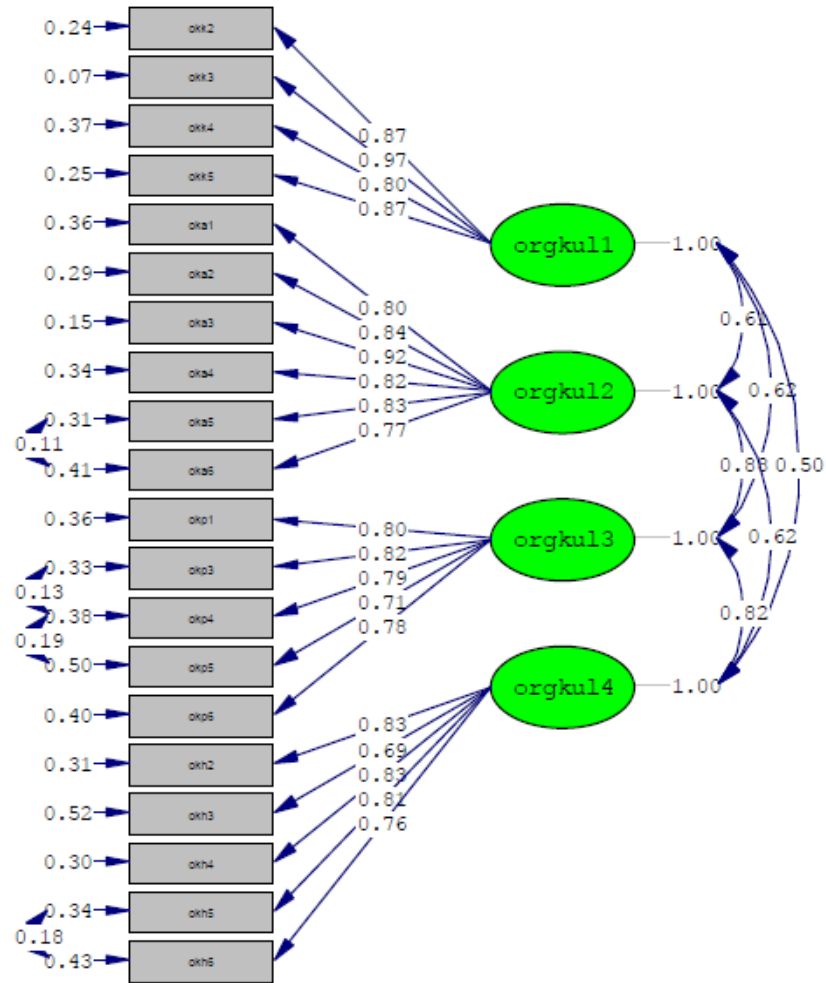 0.24 okk2
0.07 okk3
0.37 okk4
0.25 okk5
0.36 oka1
0.29 oka2
0.15 oka3
0.34 oka4
0.31 oka5
0.11
0.41 oka6
0.36 okp1
0.33 okp3
0.13
0.38 okp4
0.19
0.50 okp5
0.40 okp6
0.31 okh2
0.52 okh3
0.30 okh4
0.34 okh5
0.18
0.43 okh6
0.87
0.97
0.80
0.87
0.80
0.84
0.92
0.82
0.83
0.77
0.80
0.82
0.79
0.71
0.78
0.83
0.69
0.83
0.81
0.76
orgkul1 1.00
orgkul2 1.00
orgkul3 1.00
orgkul4 1.00
0.62
0.50
0.62
0.82